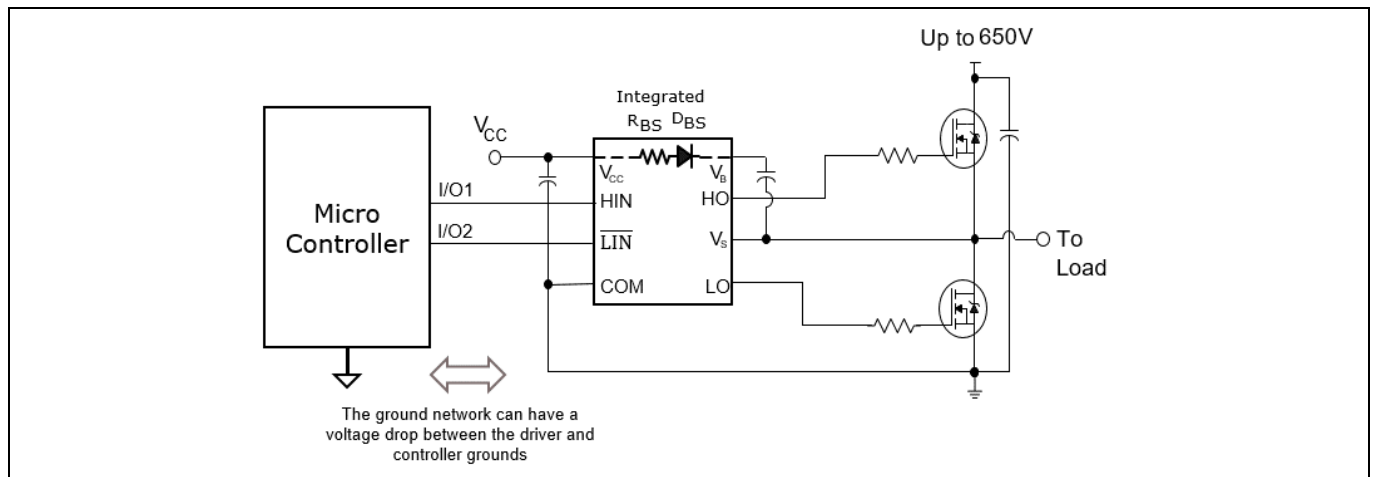 Up to 650V
Integrated
RBS DBS
VCC
I/O1
I/O2
Micro
Controller
VCC
VB
HIN
HO
LIN
VS
COM
LO
To
Load
The ground network can have a
voltage drop between the driver and
controller grounds